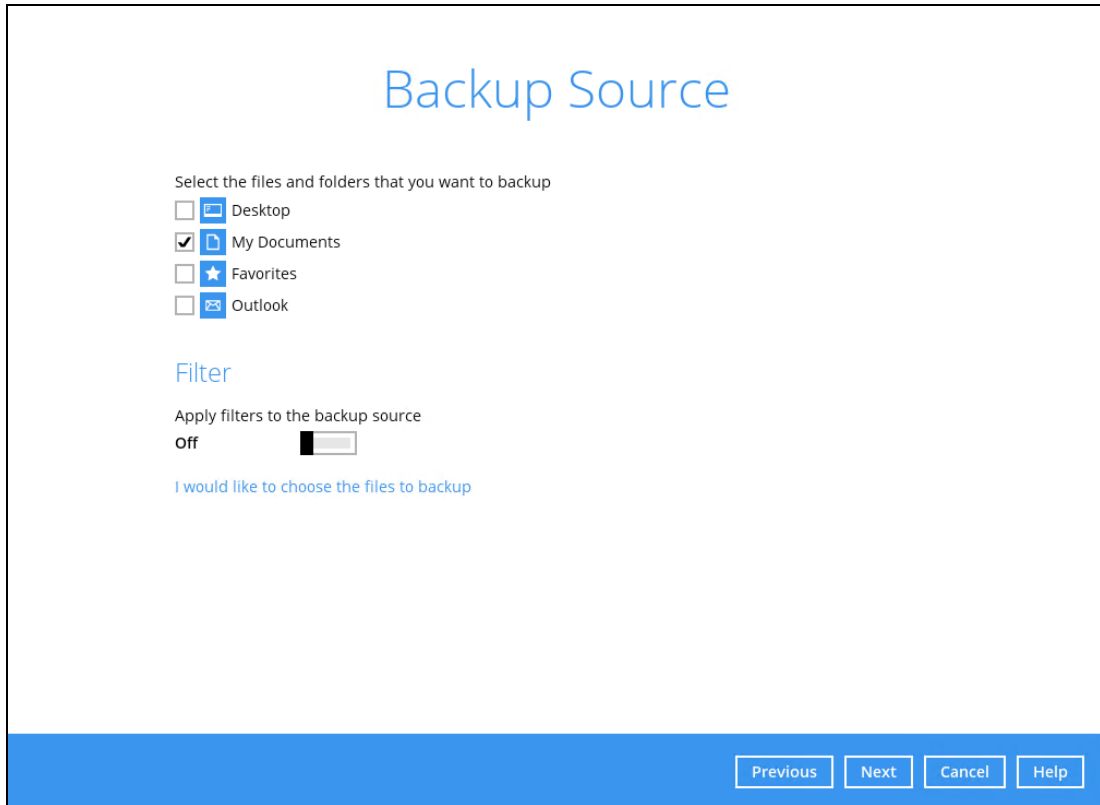 Backup Source
Select the files and folders that you want to backup
Desktop
My Documents
Favorites
Outlook
Filter
Apply filters to the backup source
Off
I would like to choose the files to backup
Previous Next Cancel Help